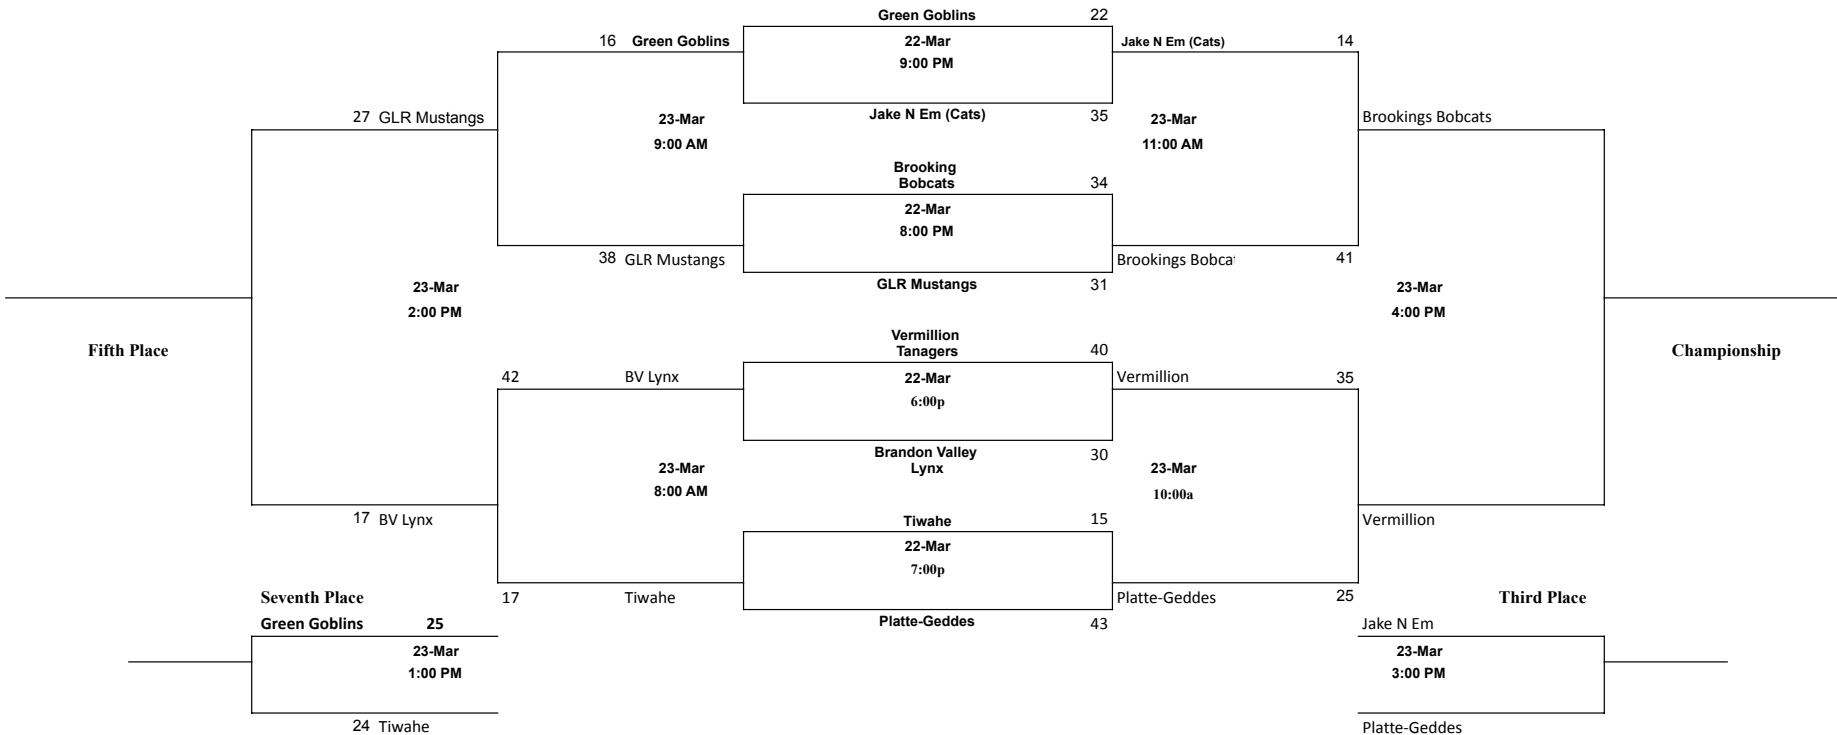 Green Goblins 22
16 Green Goblins 22-Mar Jake N Em (Cats) 14
9:00 PM
27 GLR Mustangs 23-Mar Jake N Em (Cats) 35 23-Mar Brookings Bobcats
9:00 AM 11:00 AM
Brooking
Bobcats 34
22-Mar
8:00 PM
38 GLR Mustangs Brookings Bobca 41
GLR Mustangs 31
23-Mar 23-Mar
2:00 PM 4:00 PM
Vermillion
Tanagers 40
Fifth Place Championship
42 BV Lynx 22-Mar Vermillion 35
6:00p
Brandon Valley
Lynx 30
23-Mar 23-Mar
8:00 AM 10:00a
17 BV Lynx Tiwahe 15 Vermillion
22-Mar
7:00p
Seventh Place 17 Tiwahe Platte-Geddes 25 Third Place
Green Goblins 25 Platte-Geddes 43 Jake N Em
23-Mar 23-Mar
1:00 PM 3:00 PM
24 Tiwahe Platte-Geddes